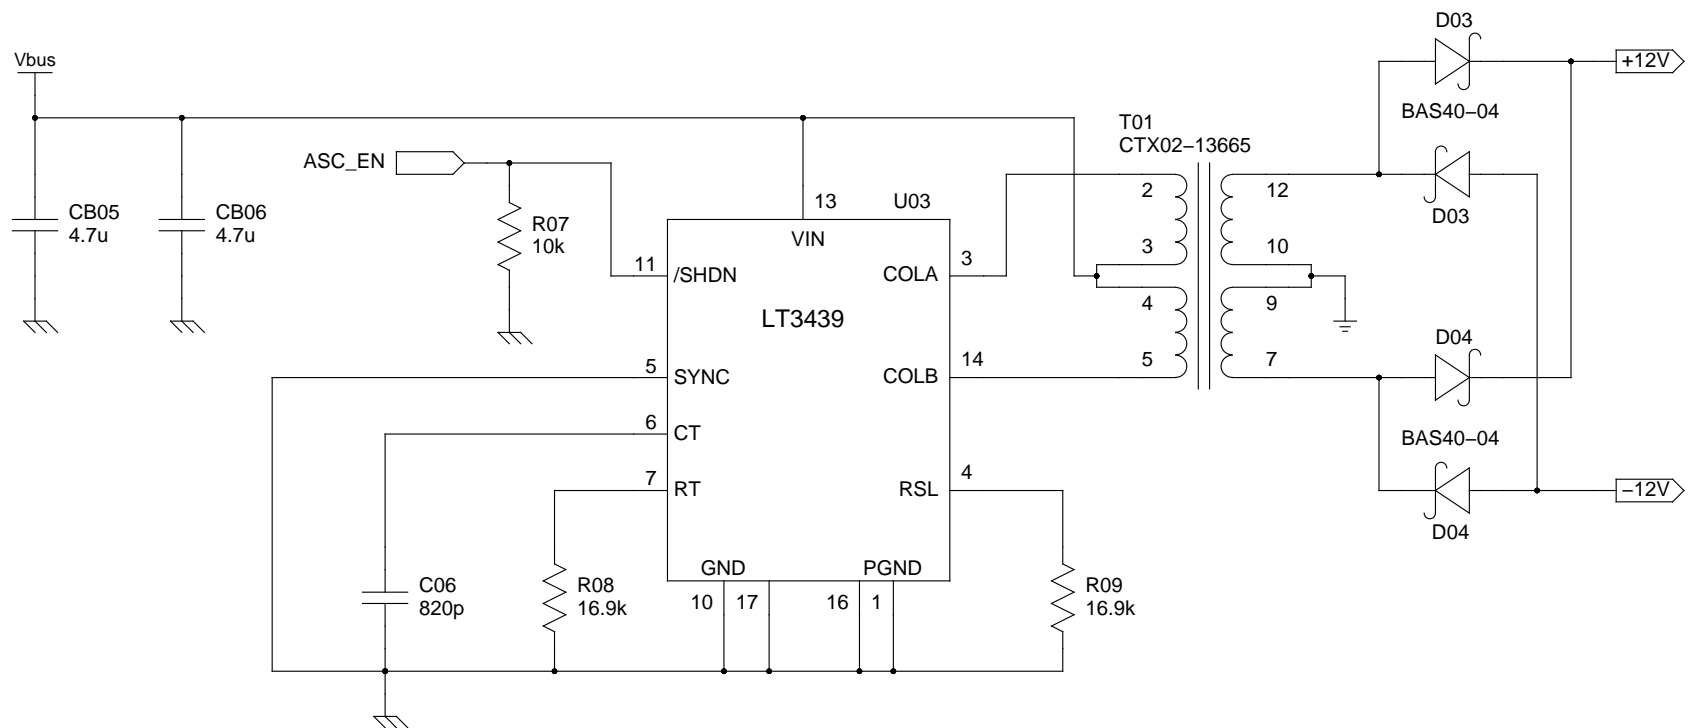 D03
Vbus
+12V
BAS40−04
T01
CTX02−13665
ASC_EN
2
12
13
U03
CB05
4.7u
CB06
4.7u
R07
10k
D03
VIN
3
10
11
/SHDN
COLA
3
4
9
LT3439
D04
5
SYNC
COLB
14
5
7
6
CT
BAS40−04
7
RT
RSL
4
−12V
D04
GND
PGND
C06
820p
R08
16.9k
10
17
16
1
R09
16.9k